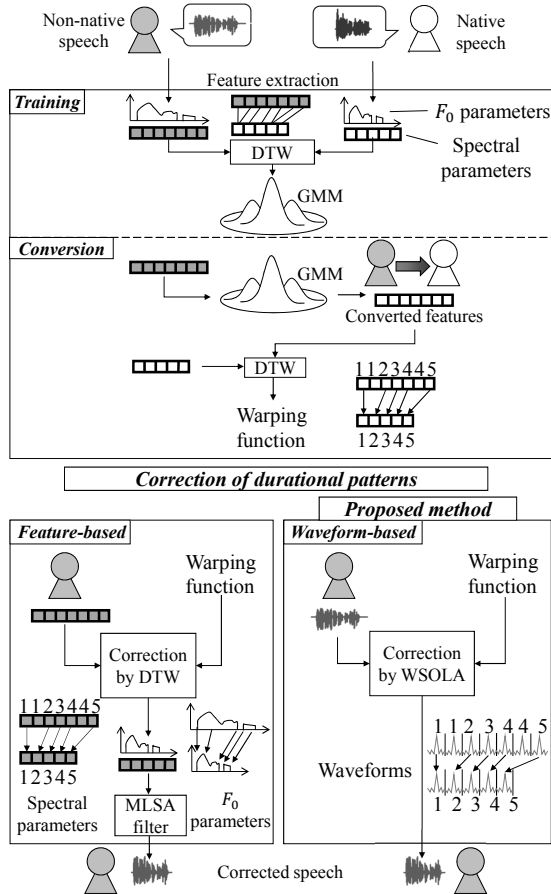 Non-native
speech
Native
speech
Feature extraction
Training
F0 parameters
Spectral
parameters
DTW
GMM
Conversion
GMM
Converted features
DTW
Warping
function
11223445
12345
Correction of durational patterns
Proposed method
Feature-based
Waveform-based
Warping
function
Warping
function
Correction
by DTW
Correction
by WSOLA
11223445
12345
Spectral
parameters
MLSA
filter
F0
parameters
Waveforms
1 1 2 3 4 4 5
1 2 3 4 5
Corrected speech